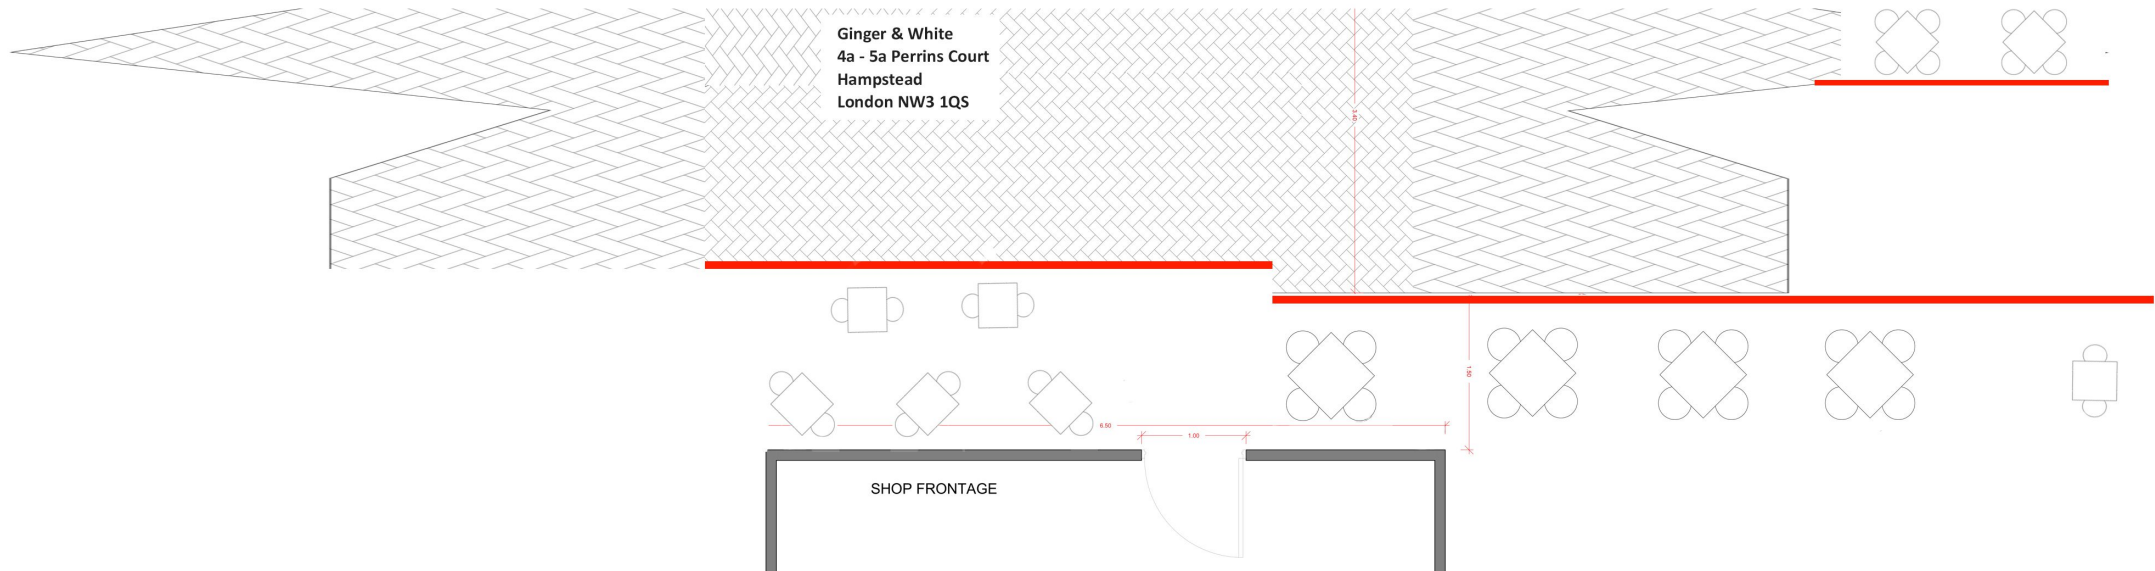 Ginger & White
4a - 5a Perrins Court
Hampstead
London NW3 1QS
1.50
6.50
1.00
SHOP FRONTAGE